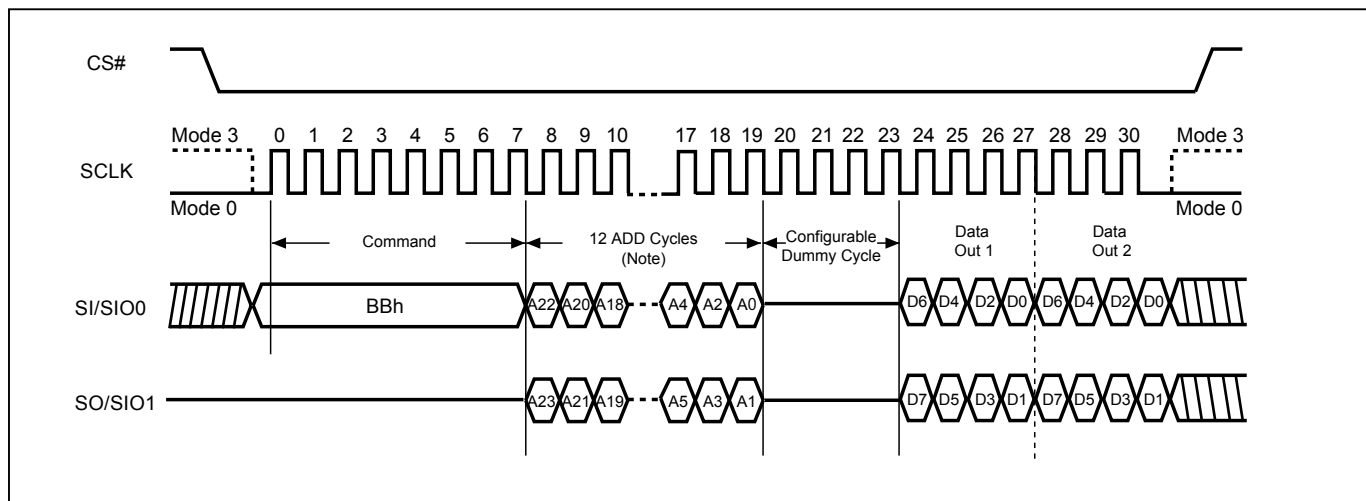 CS#
Mode 3 0 1 2 3 4 5 6 7 8 9 10 17 18 19 20 21 22 23 24 25 26 27 28 29 30 Mode 3
SCLK
Mode 0 Mode 0
Command 12 ADD Cycles Configurable Data Data
(Note) Dummy Cycle Out 1 Out 2
SI/SIO0 BBh A22 A20 A18 A4 A2 A0 D6 D4 D2 D0 D6 D4 D2 D0
SO/SIO1 A23 A21 A19 A5 A3 A1 D7 D5 D3 D1 D7 D5 D3 D1